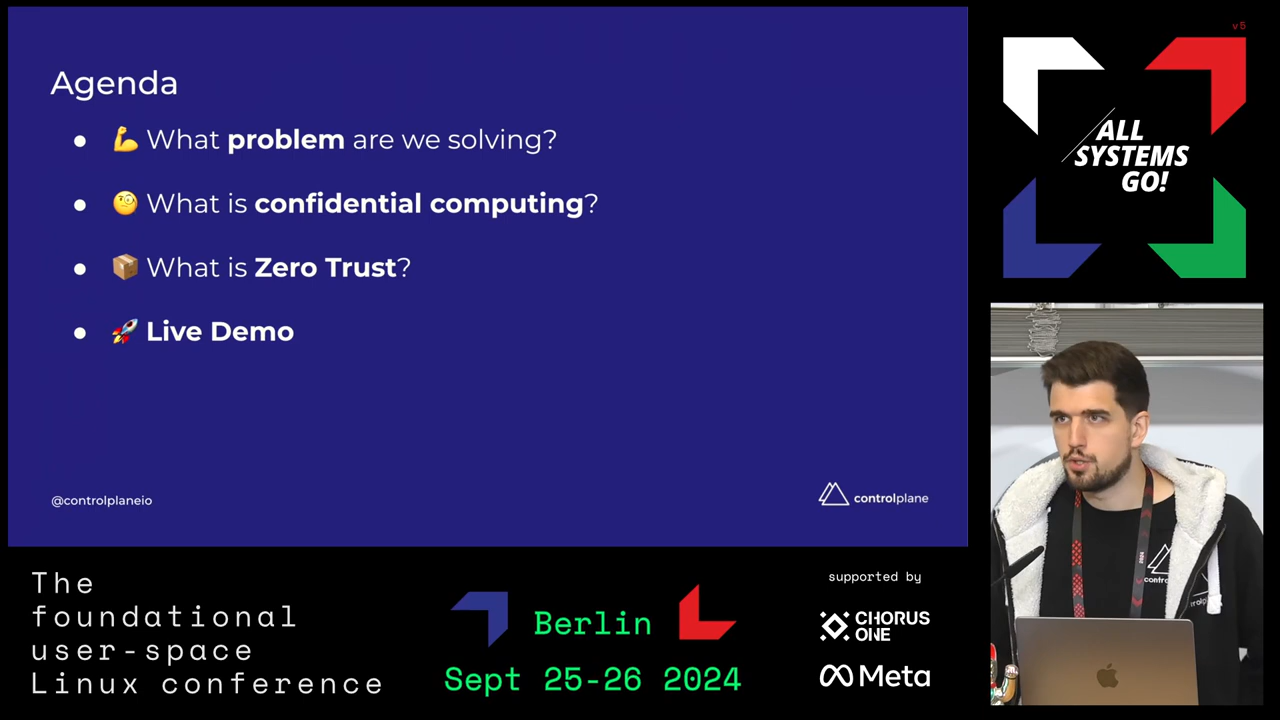 Agenda
● 💪 What problem are we solving?
● 🧐 What is confidential computing?
● 📦 What is Zero Trust?
● 🚀 Live Demo
@controlplaneio
controlplane
v5
ALL
SYSTEMS
GO!
The
foundational
user-space
Linux conference
Berlin
Sept 25-26 2024
supported by
CHORUS
ONE
Meta